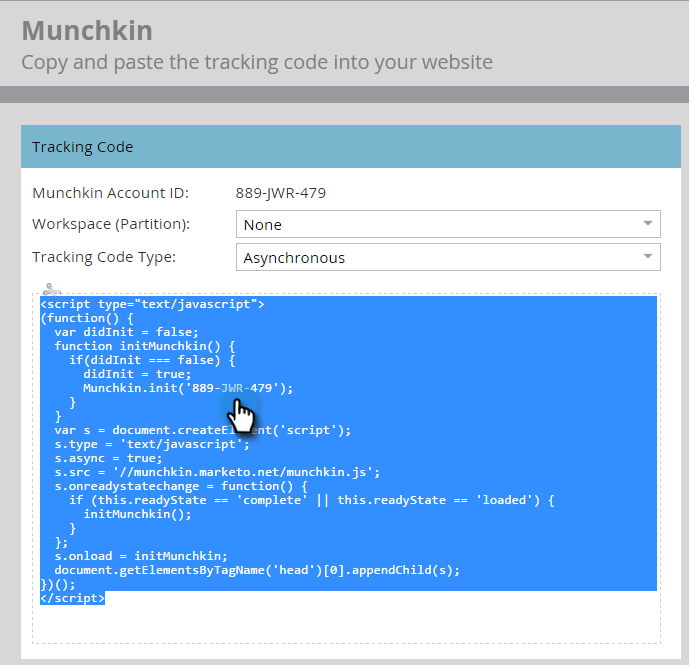 Munchkin
Copy and paste the tracking code into your website
Tracking Code
Munchkin Account ID: 889-JWR-479
Workspace (Partition): None
Tracking Code Type: Asynchronous
<script type="text/javascript">
(function() {
  var didInit = false;
  function initMunchkin() {
    if(didInit === false) {
      didInit = true;
      Munchkin.init('889-JWR-479');
    }
  }
  var s = document.createElement('script');
  s.type = 'text/javascript';
  s.async = true;
  s.src = '//munchkin.marketo.net/munchkin.js';
  s.onreadystatechange = function() {
    if (this.readyState == 'complete' || this.readyState == 'loaded') {
      initMunchkin();
    }
  };
  s.onload = initMunchkin;
  document.getElementsByTagName('head')[0].appendChild(s);
})();
</script>